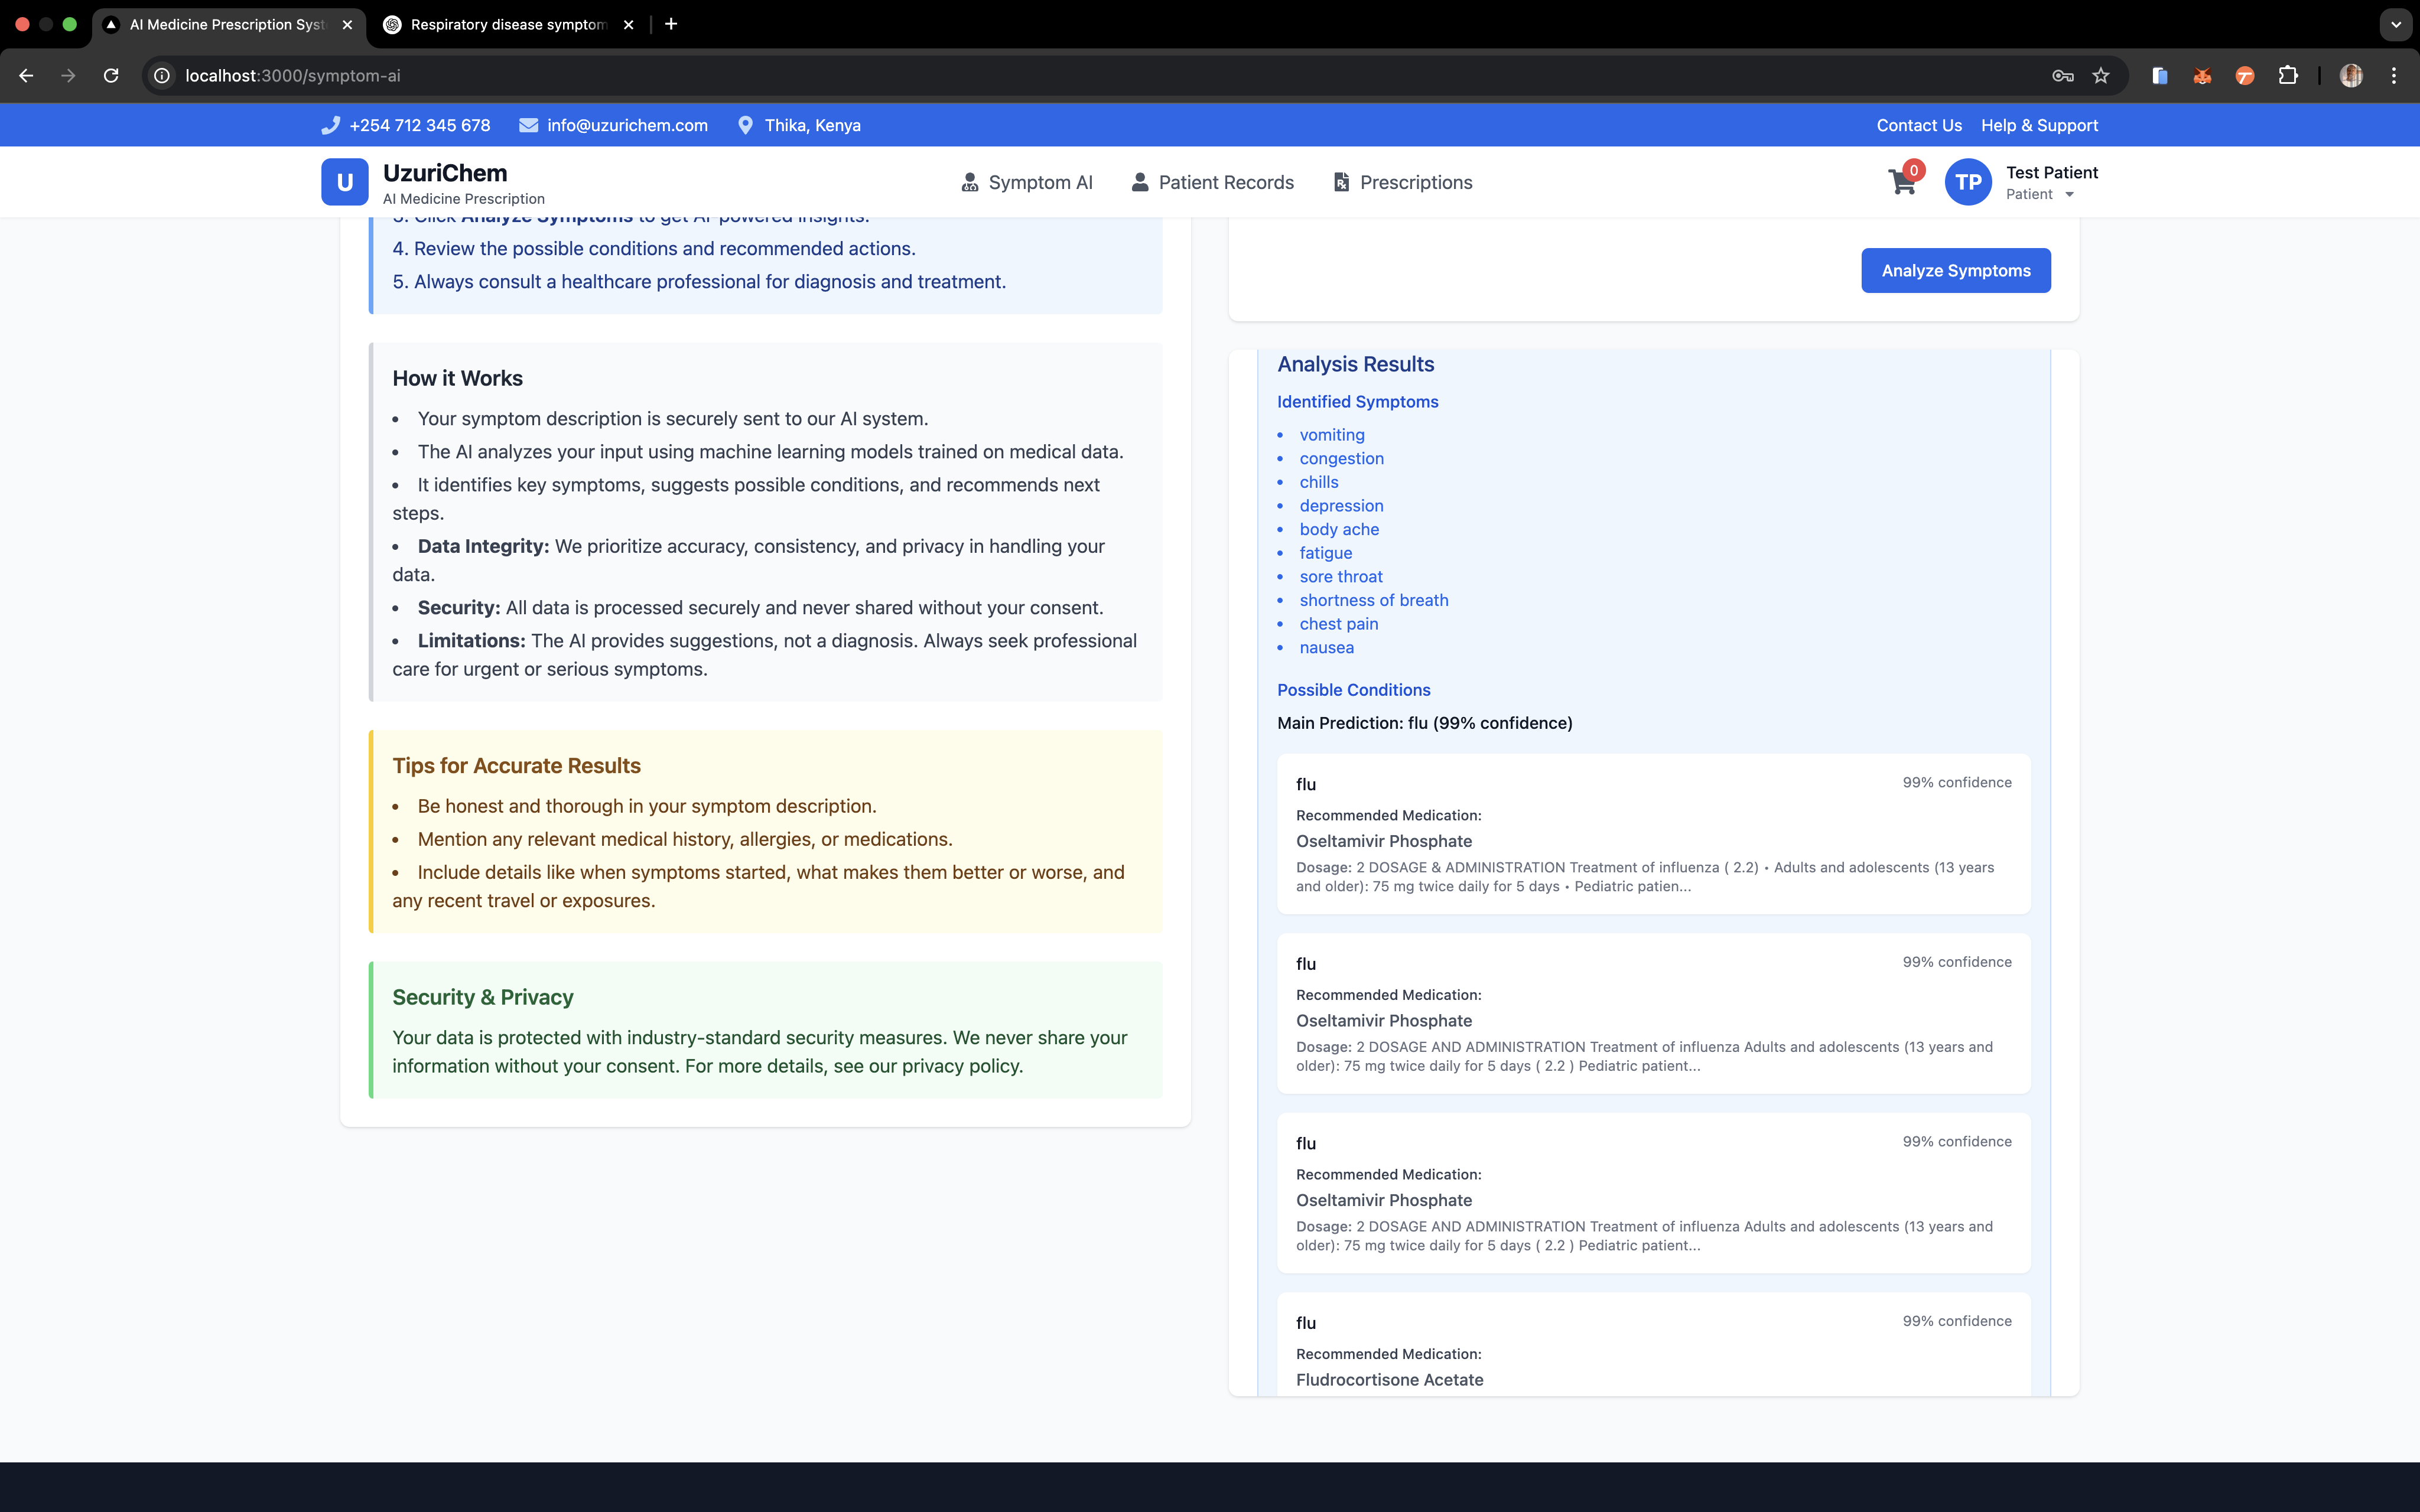 AI Medicine Prescription Syst
Respiratory disease symptom
localhost:3000/symptom-ai
+254 712 345 678
info@uzurichem.com
Thika, Kenya
Contact Us
Help & Support
U
UzuriChem
AI Medicine Prescription
Symptom AI
Patient Records
Prescriptions
0
TP
Test Patient
Patient
3. Click Analyze Symptoms to get AI-powered insights.
4. Review the possible conditions and recommended actions.
5. Always consult a healthcare professional for diagnosis and treatment.
How it Works
• Your symptom description is securely sent to our AI system.
• The AI analyzes your input using machine learning models trained on medical data.
• It identifies key symptoms, suggests possible conditions, and recommends next
steps.
• Data Integrity: We prioritize accuracy, consistency, and privacy in handling your
data.
• Security: All data is processed securely and never shared without your consent.
• Limitations: The AI provides suggestions, not a diagnosis. Always seek professional
care for urgent or serious symptoms.
Tips for Accurate Results
• Be honest and thorough in your symptom description.
• Mention any relevant medical history, allergies, or medications.
• Include details like when symptoms started, what makes them better or worse, and
any recent travel or exposures.
Security & Privacy
Your data is protected with industry-standard security measures. We never share your
information without your consent. For more details, see our privacy policy.
Analyze Symptoms
Analysis Results
Identified Symptoms
• vomiting
• congestion
• chills
• depression
• body ache
• fatigue
• sore throat
• shortness of breath
• chest pain
• nausea
Possible Conditions
Main Prediction: flu (99% confidence)
flu
99% confidence
Recommended Medication:
Oseltamivir Phosphate
Dosage: 2 DOSAGE & ADMINISTRATION Treatment of influenza ( 2.2) • Adults and adolescents (13 years
and older): 75 mg twice daily for 5 days • Pediatric patien...
flu
99% confidence
Recommended Medication:
Oseltamivir Phosphate
Dosage: 2 DOSAGE AND ADMINISTRATION Treatment of influenza Adults and adolescents (13 years and
older): 75 mg twice daily for 5 days ( 2.2 ) Pediatric patient...
flu
99% confidence
Recommended Medication:
Oseltamivir Phosphate
Dosage: 2 DOSAGE AND ADMINISTRATION Treatment of influenza Adults and adolescents (13 years and
older): 75 mg twice daily for 5 days ( 2.2 ) Pediatric patient...
flu
99% confidence
Recommended Medication:
Fludrocortisone Acetate